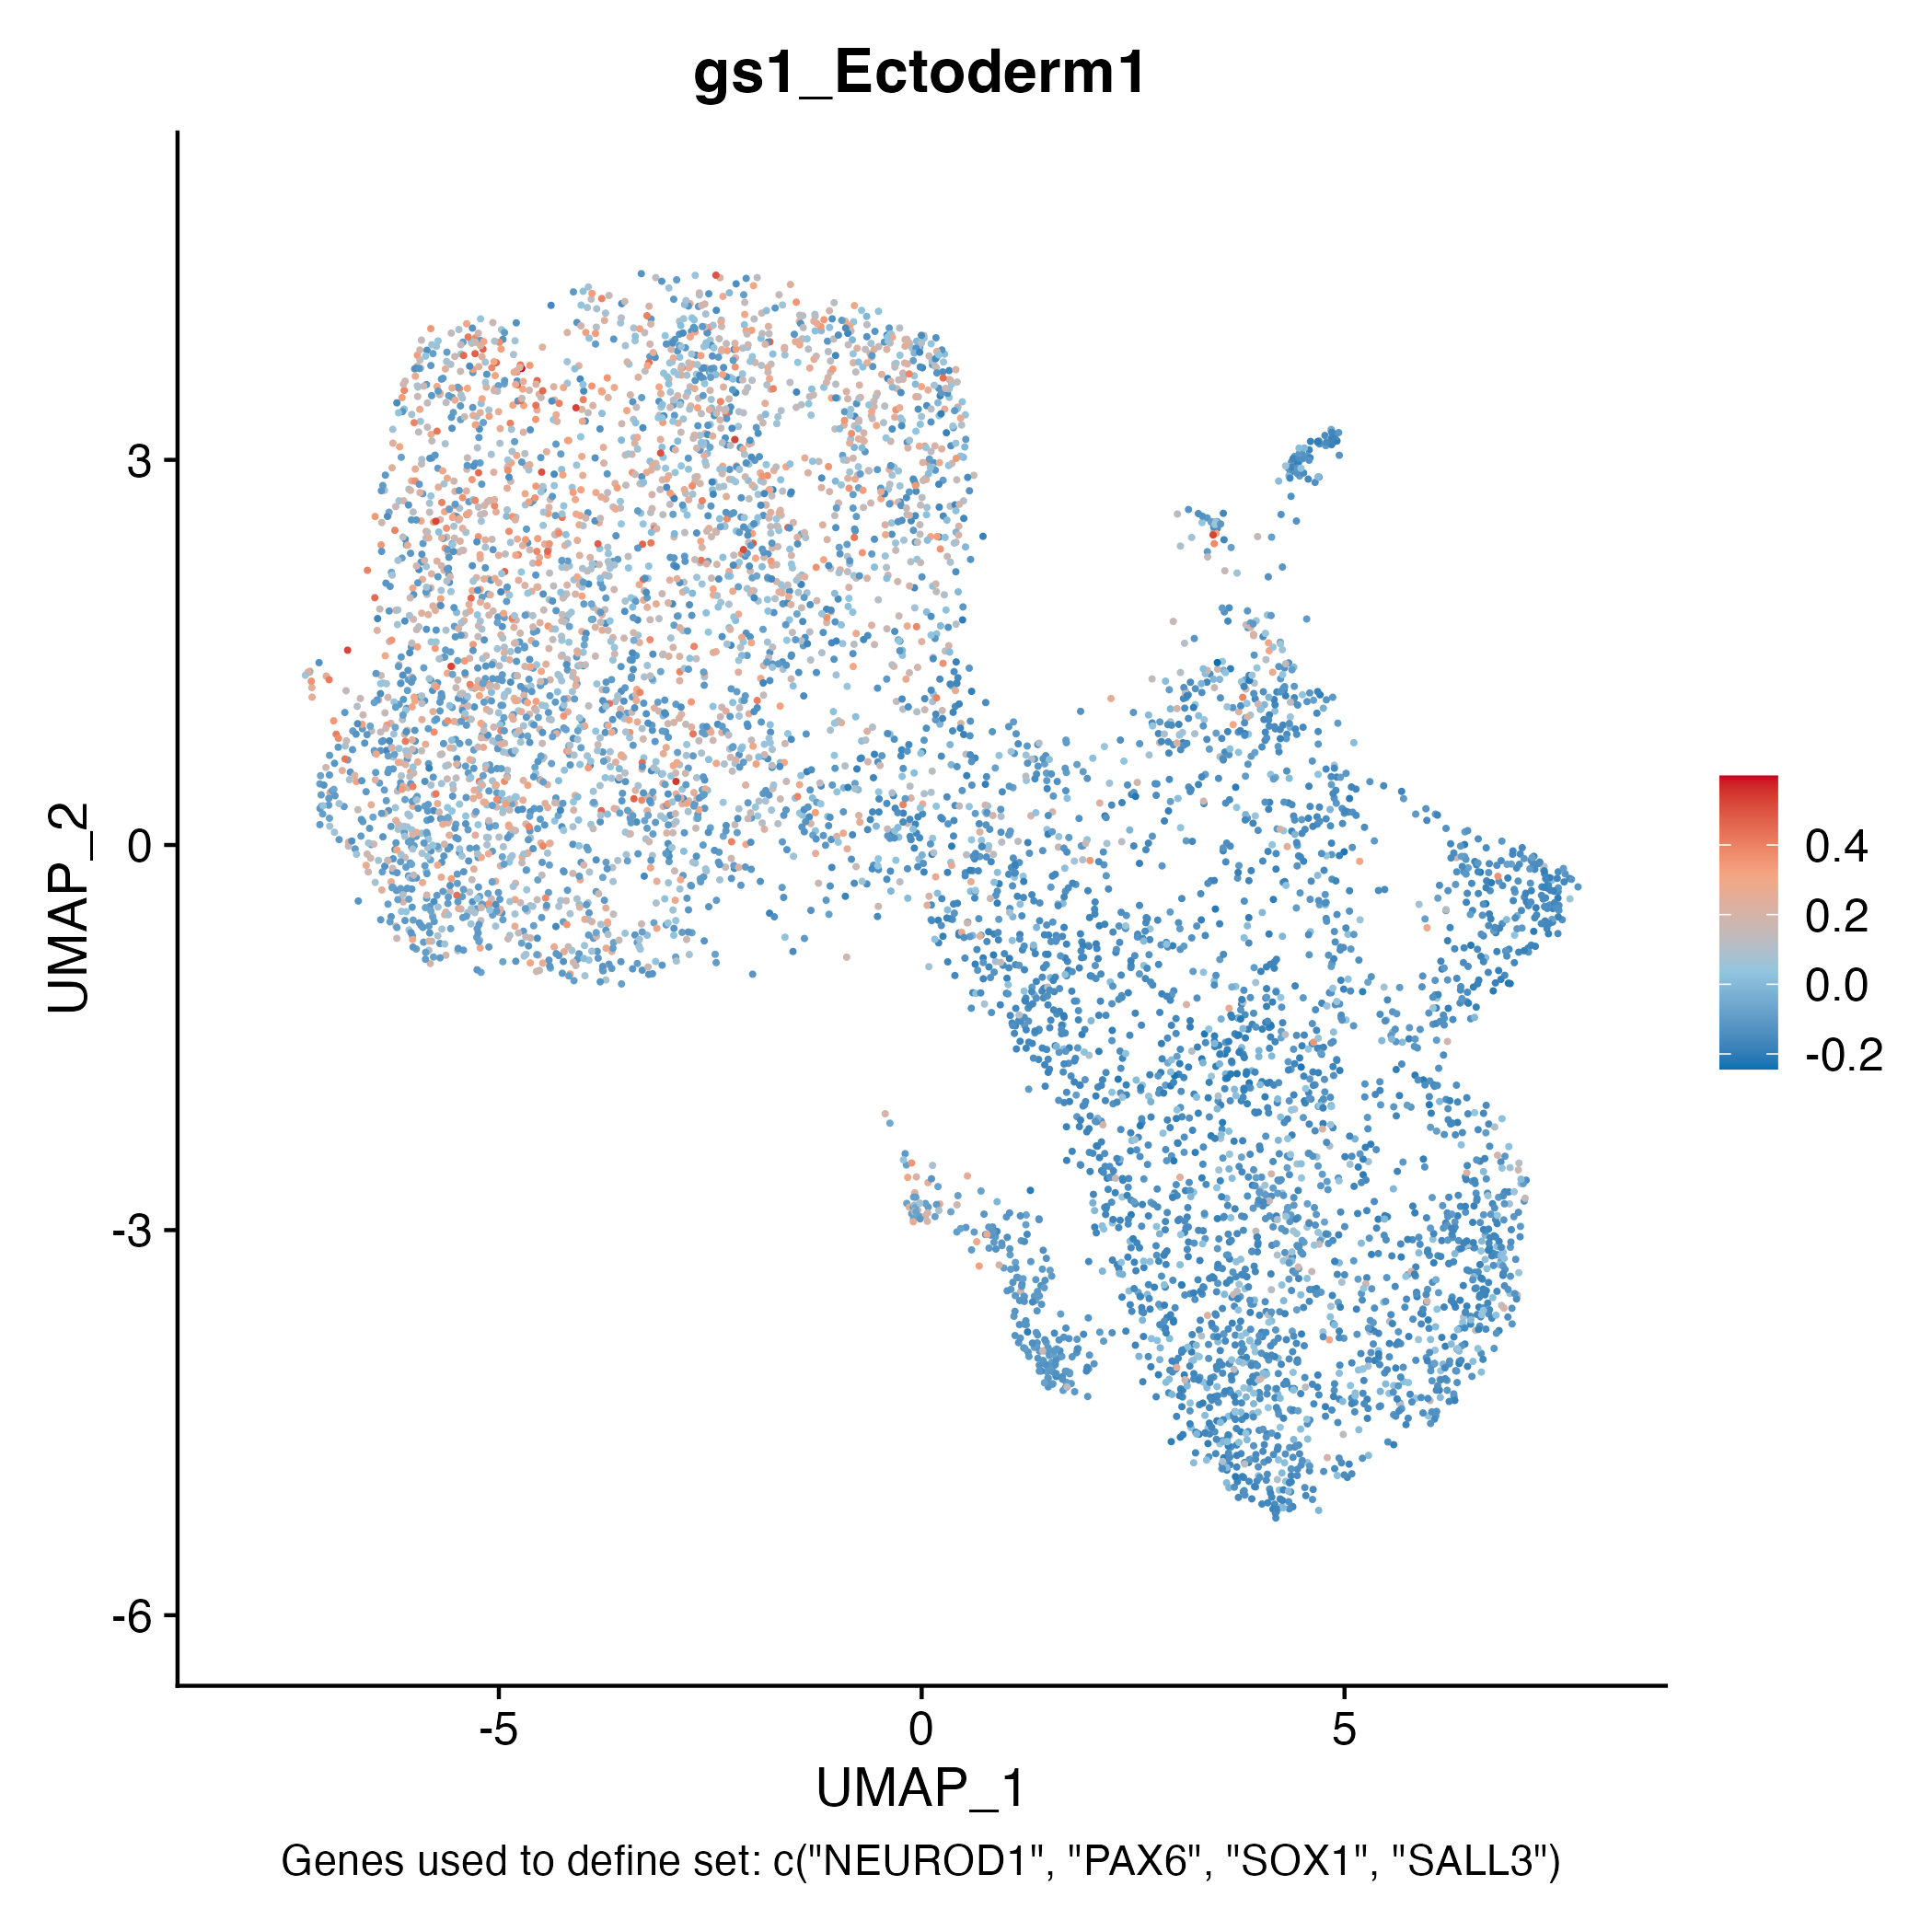 gs1_Ectoderm1
UMAP_2
3
0
-3
-6
-5
0
5
UMAP_1
0.4
0.2
0.0
-0.2
Genes used to define set: c("NEUROD1", "PAX6", "SOX1", "SALL3")